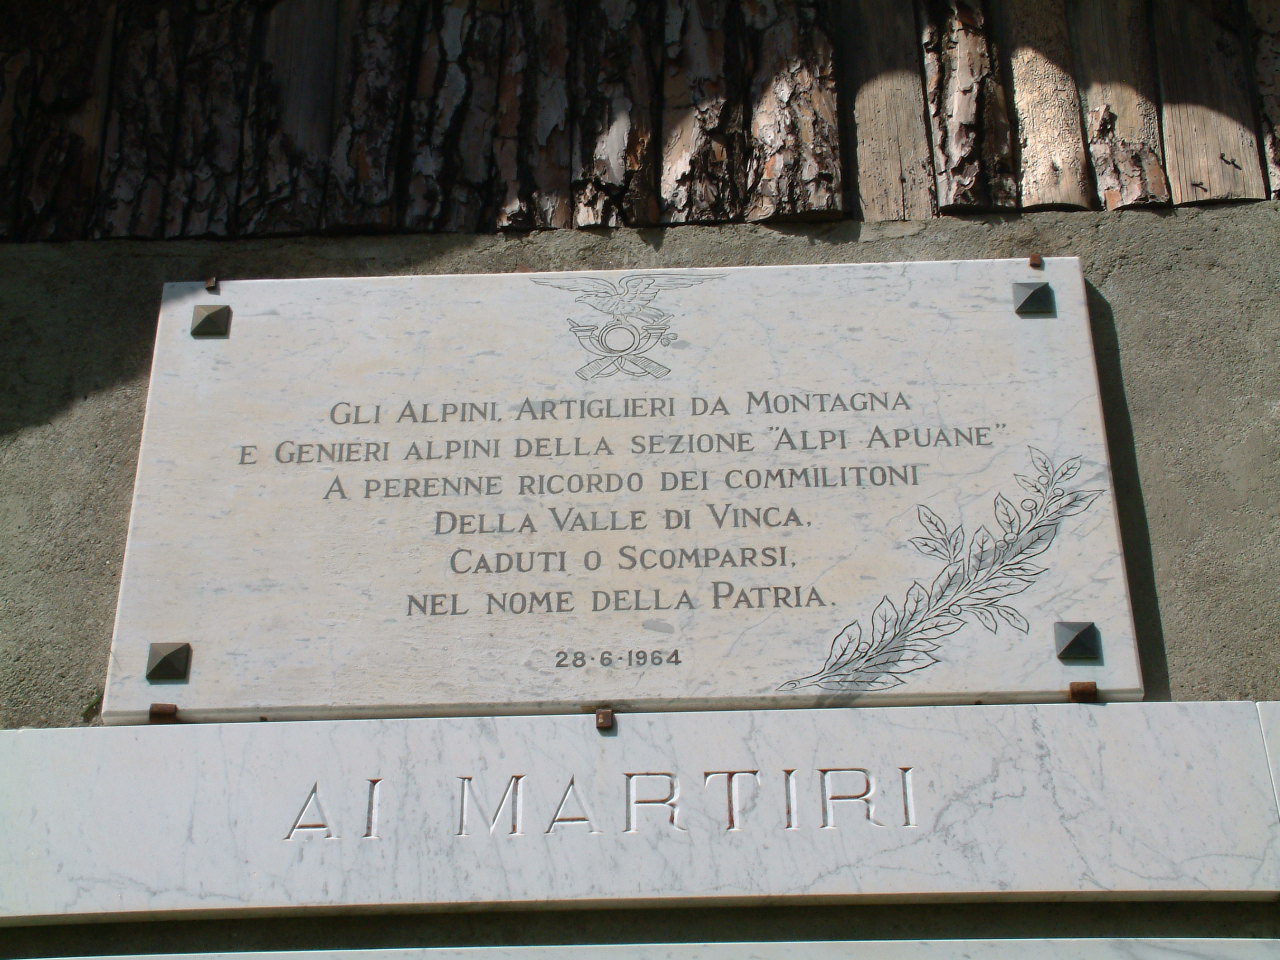 GLI ALPINI, ARTIGLIERI DA MONTAGNA
E GENIERI ALPINI DELLA SEZIONE "ALPI APUANE"
A PERENNE RICORDO DEI COMMILITONI
DELLA VALLE DI VINCA,
CADUTI O SCOMPARSI,
NEL NOME DELLA PATRIA.
28·6·1964
AI MARTIRI